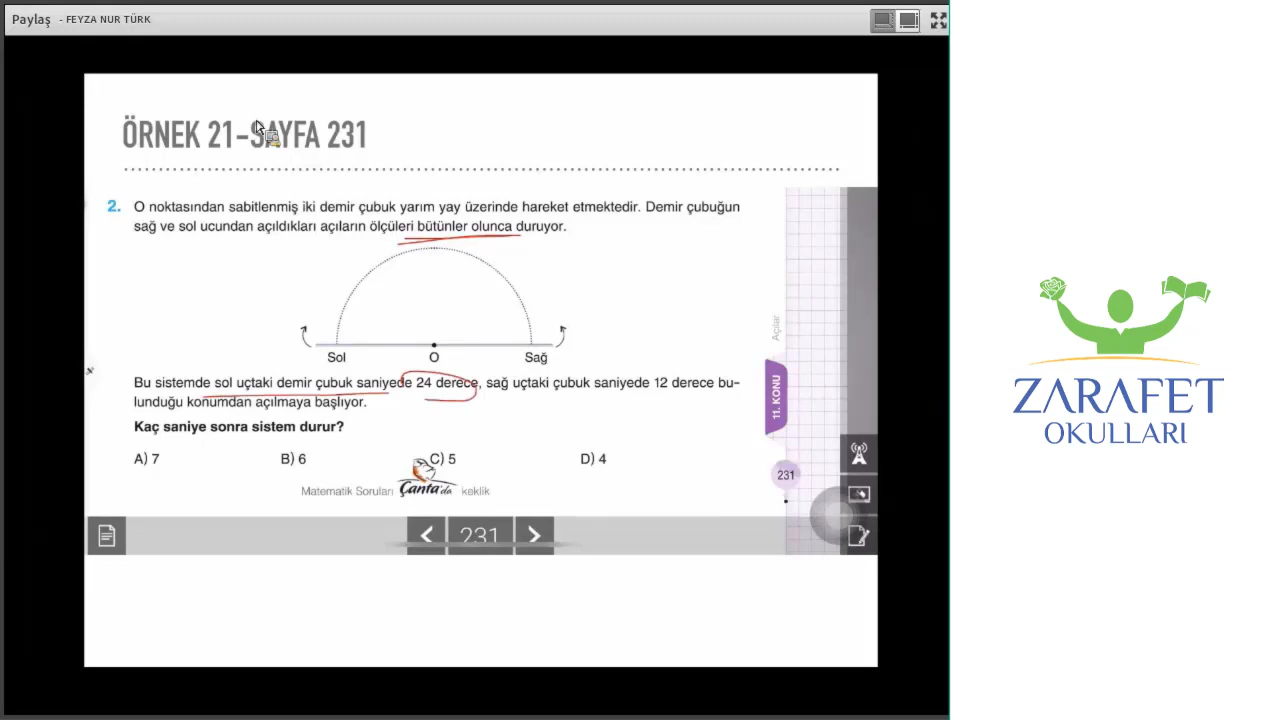 Paylaş - FEYZA NUR TÜRK
ÖRNEK 21-SAYFA 231
2. O noktasından sabitlenmiş iki demir çubuk yarım yay üzerinde hareket etmektedir. Demir çubuğun
sağ ve sol ucundan açıldıkları açıların ölçüleri bütünler olunca duruyor.
Sol O Sağ
Bu sistemde sol uçtaki demir çubuk saniyede 24 derece, sağ uçtaki çubuk saniyede 12 derece bu-
lunduğu konumdan açılmaya başlıyor.
Kaç saniye sonra sistem durur?
A) 7 B) 6 C) 5 D) 4
Matematik Soruları Çanta'da keklik
Açılar
11. KONU
231
231
ZARAFET
OKULLARI